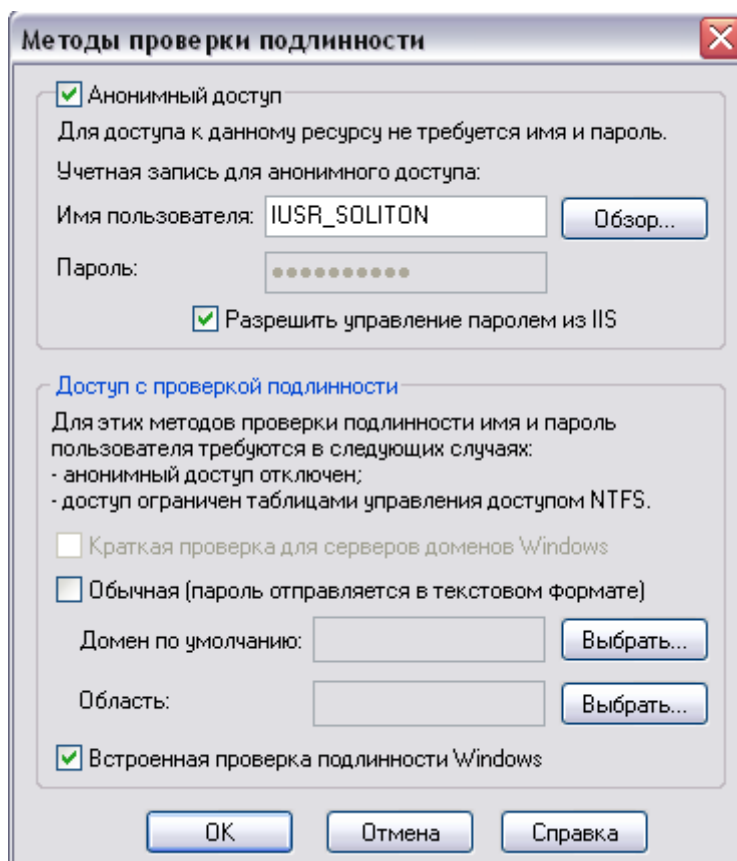 Методы проверки подлинности
Анонимный доступ
Для доступа к данному ресурсу не требуется имя и пароль.
Учетная запись для анонимного доступа:
Имя пользователя: IUSR_SOLITON Обзор...
Пароль: ●●●●●●●●●●
Разрешить управление паролем из IIS
Доступ с проверкой подлинности
Для этих методов проверки подлинности имя и пароль
пользователя требуются в следующих случаях:
- анонимный доступ отключен;
- доступ ограничен таблицами управления доступом NTFS.
Краткая проверка для серверов доменов Windows
Обычная (пароль отправляется в текстовом формате)
Домен по умолчанию: Выбрать...
Область: Выбрать...
Встроенная проверка подлинности Windows
ОК Отмена Справка